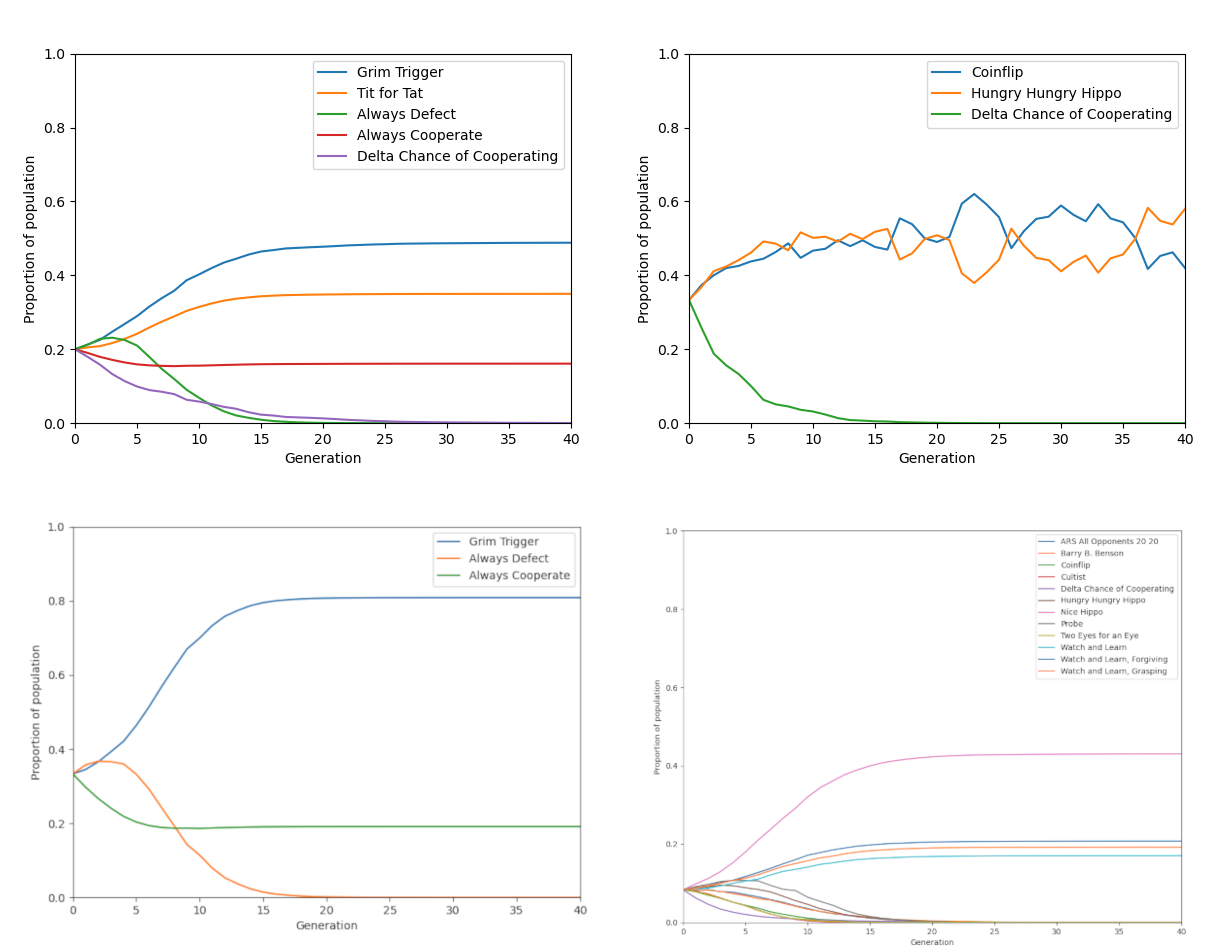 1.0
0.8
0.6
0.4
0.2
0.0
Proportion of population
Grim Trigger
Tit for Tat
Always Defect
Always Cooperate
Delta Chance of Cooperating
0 5 10 15 20 25 30 35 40
Generation
1.0
0.8
0.6
0.4
0.2
0.0
Proportion of population
Coinflip
Hungry Hungry Hippo
Delta Chance of Cooperating
0 5 10 15 20 25 30 35 40
Generation
1.0
0.8
0.6
0.4
0.2
0.0
Proportion of population
Grim Trigger
Always Defect
Always Cooperate
0 5 10 15 20 25 30 35 40
Generation
1.0
0.8
0.6
0.4
0.2
0.0
Proportion of population
ARS All Opponents 20 20
Barry B. Benson
Coinflip
Cultist
Delta Chance of Cooperating
Hungry Hungry Hippo
Nice Hippo
Probe
Two Eyes for an Eye
Watch and Learn
Watch and Learn, Forgiving
Watch and Learn, Grasping
0 5 10 15 20 25 30 35 40
Generation